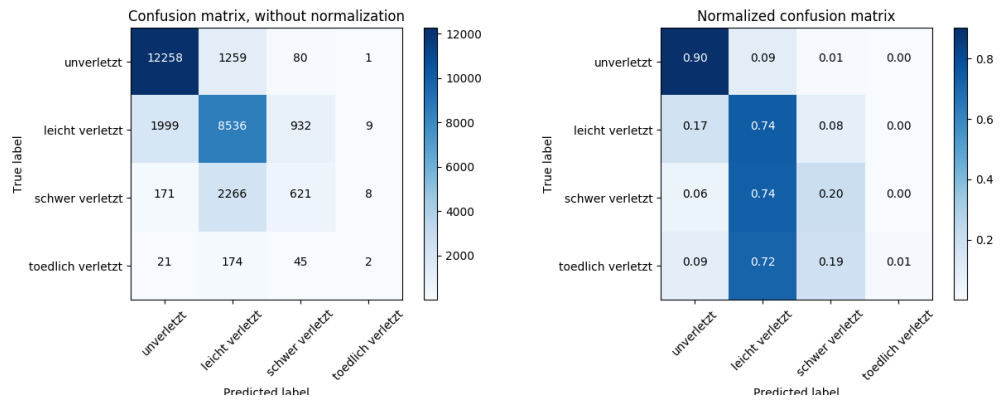 Confusion matrix, without normalization
unverletzt
leicht verletzt
schwer verletzt
toedlich verletzt
True label
12258 1259 80 1
1999 8536 932 9
171 2266 621 8
21 174 45 2
unverletzt
leicht verletzt
schwer verletzt
toedlich verletzt
Predicted label
12000
10000
8000
6000
4000
2000
Normalized confusion matrix
unverletzt
leicht verletzt
schwer verletzt
toedlich verletzt
True label
0.90 0.09 0.01 0.00
0.17 0.74 0.08 0.00
0.06 0.74 0.20 0.00
0.09 0.72 0.19 0.01
unverletzt
leicht verletzt
schwer verletzt
toedlich verletzt
Predicted label
0.8
0.6
0.4
0.2